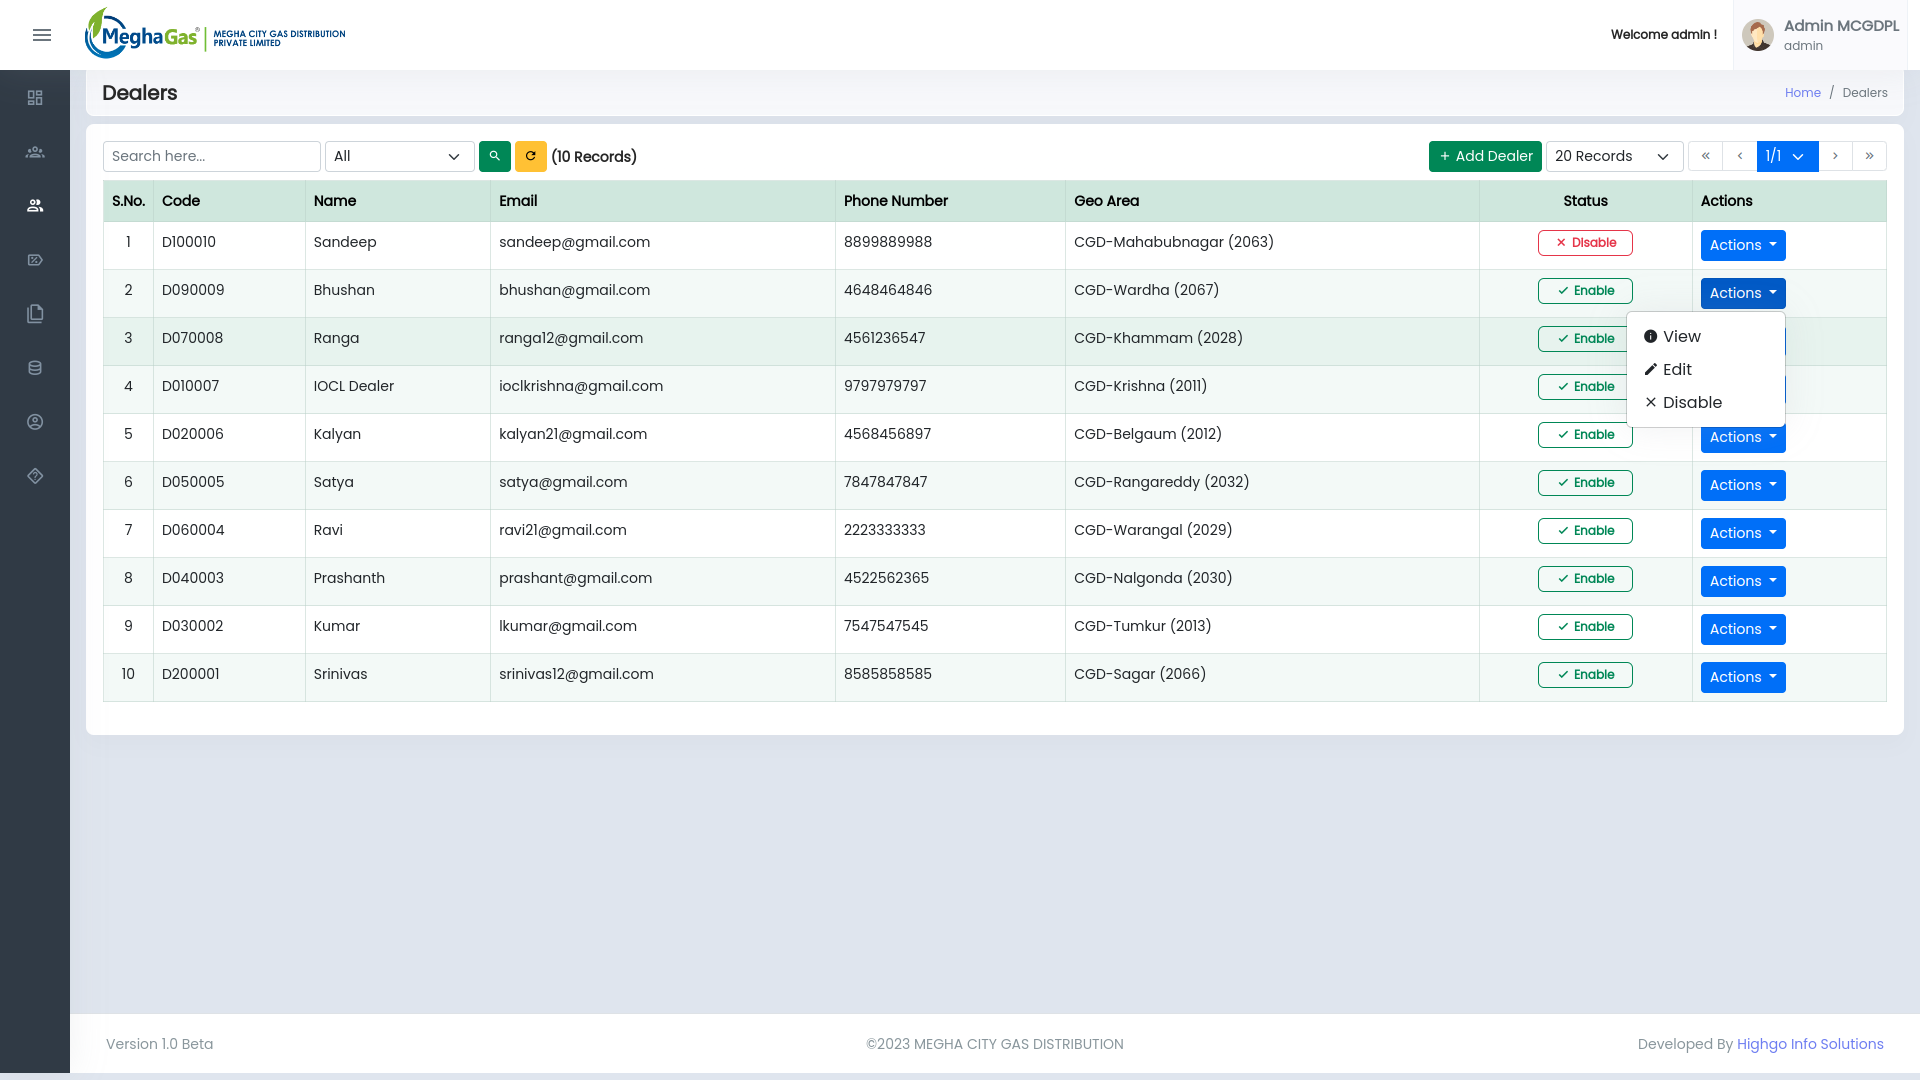 MeghaGas® MEGHA CITY GAS DISTRIBUTION PRIVATE LIMITED
Welcome admin !
Admin MCGDPL
admin
Dealers
Home / Dealers
Search here... All (10 Records) + Add Dealer 20 Records « ‹ 1/1 › »
S.No. Code Name Email Phone Number Geo Area Status Actions
1 D100010 Sandeep sandeep@gmail.com 8899889988 CGD-Mahabubnagar (2063) Disable Actions
2 D090009 Bhushan bhushan@gmail.com 4648464846 CGD-Wardha (2067) Enable Actions
3 D070008 Ranga ranga12@gmail.com 4561236547 CGD-Khammam (2028) Enable
View
Edit
Disable
4 D010007 IOCL Dealer ioclkrishna@gmail.com 9797979797 CGD-Krishna (2011) Enable
5 D020006 Kalyan kalyan21@gmail.com 4568456897 CGD-Belgaum (2012) Enable Actions
6 D050005 Satya satya@gmail.com 7847847847 CGD-Rangareddy (2032) Enable Actions
7 D060004 Ravi ravi21@gmail.com 2223333333 CGD-Warangal (2029) Enable Actions
8 D040003 Prashanth prashant@gmail.com 4522562365 CGD-Nalgonda (2030) Enable Actions
9 D030002 Kumar lkumar@gmail.com 7547547545 CGD-Tumkur (2013) Enable Actions
10 D200001 Srinivas srinivas12@gmail.com 8585858585 CGD-Sagar (2066) Enable Actions
Version 1.0 Beta ©2023 MEGHA CITY GAS DISTRIBUTION Developed By Highgo Info Solutions